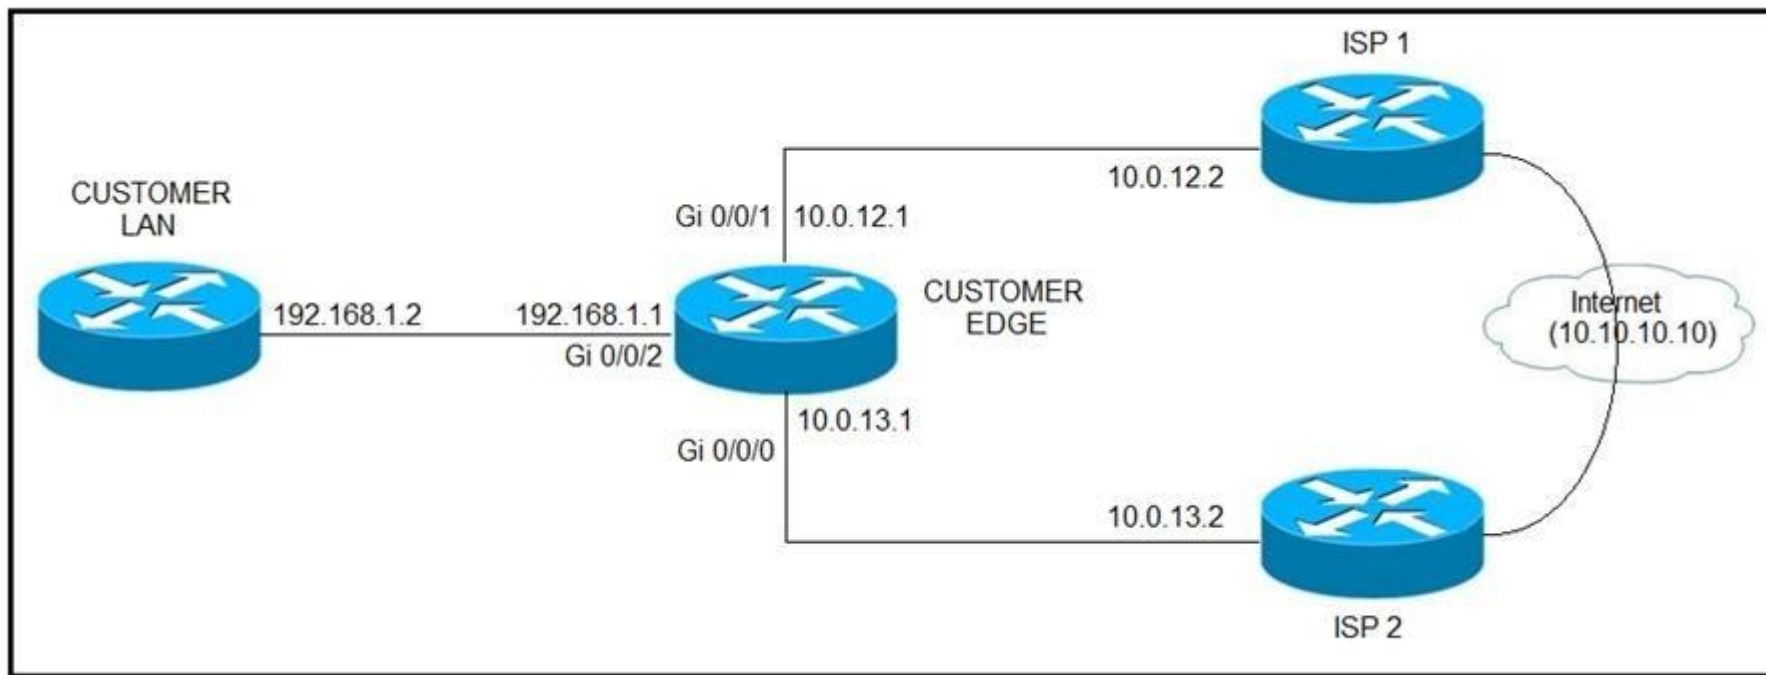 ISP 1
CUSTOMER
LAN
10.0.12.2
Gi 0/0/1
10.0.12.1
192.168.1.2
192.168.1.1
Gi 0/0/2
CUSTOMER
EDGE
Internet
(10.10.10.10)
10.0.13.1
Gi 0/0/0
10.0.13.2
ISP 2